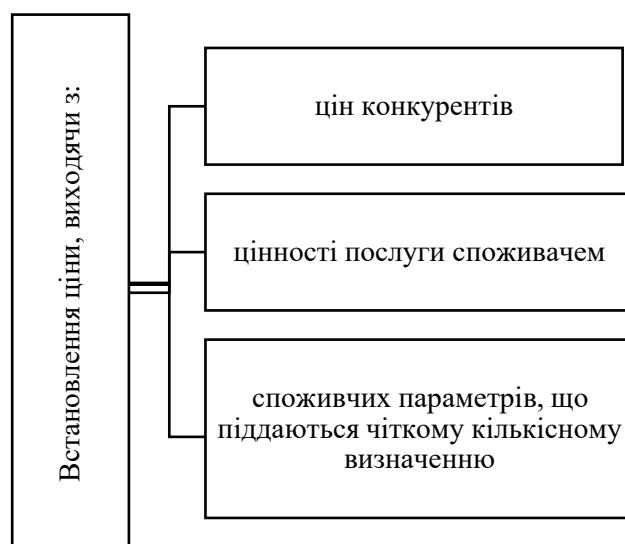 Встановлення ціни, виходячи з:
цін конкурентів
цінності послуги споживачем
споживчих параметрів, що
піддаються чіткому кількісному
визначенню